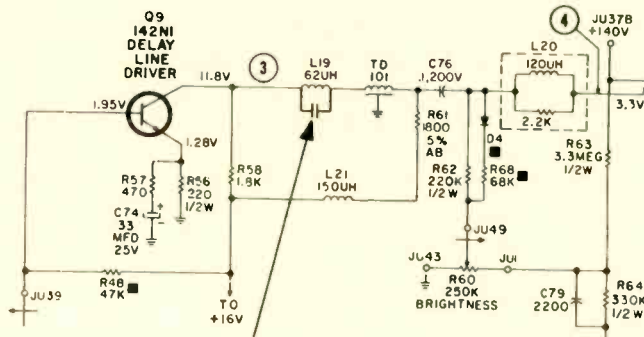 Q9
142N1
DELAY
LINE
DRIVER
11.8V
1.95V
1.28V
3
L19
62UH
TD
101
C76
.1,200V
4
JU37B
+140V
L20
120UH
2.2K
3.3V
R61
1800
5%
AB
D4
R63
3.3MEG
1/2W
R57
470
R56
220
1/2W
R58
1.8K
L21
150UH
R62
220K
1/2W
R68
68K
C74
33
MFD
25V
JU49
JU43
JU1
R48
47K
JU39
TO
+16V
R60
250K
BRIGHTNESS
C79
2200
R64
330K
1/2W